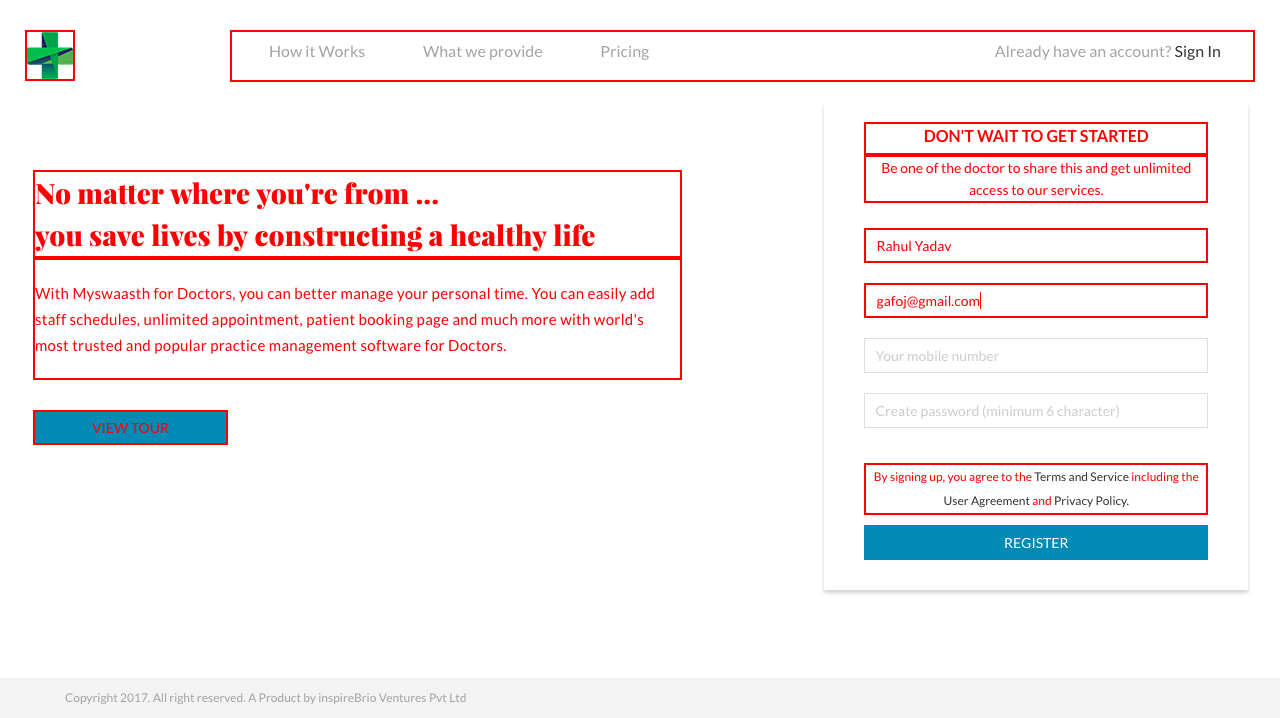 How it Works What we provide Pricing Already have an account? Sign In
No matter where you're from ...
you save lives by constructing a healthy life
With Myswaasth for Doctors, you can better manage your personal time. You can easily add
staff schedules, unlimited appointment, patient booking page and much more with world's
most trusted and popular practice management software for Doctors.
VIEW TOUR
DON'T WAIT TO GET STARTED
Be one of the doctor to share this and get unlimited
access to our services.
Rahul Yadav
gafoj@gmail.com
Your mobile number
Create password (minimum 6 character)
By signing up, you agree to the Terms and Service including the
User Agreement and Privacy Policy.
REGISTER
Copyright 2017. All right reserved. A Product by inspireBrio Ventures Pvt Ltd